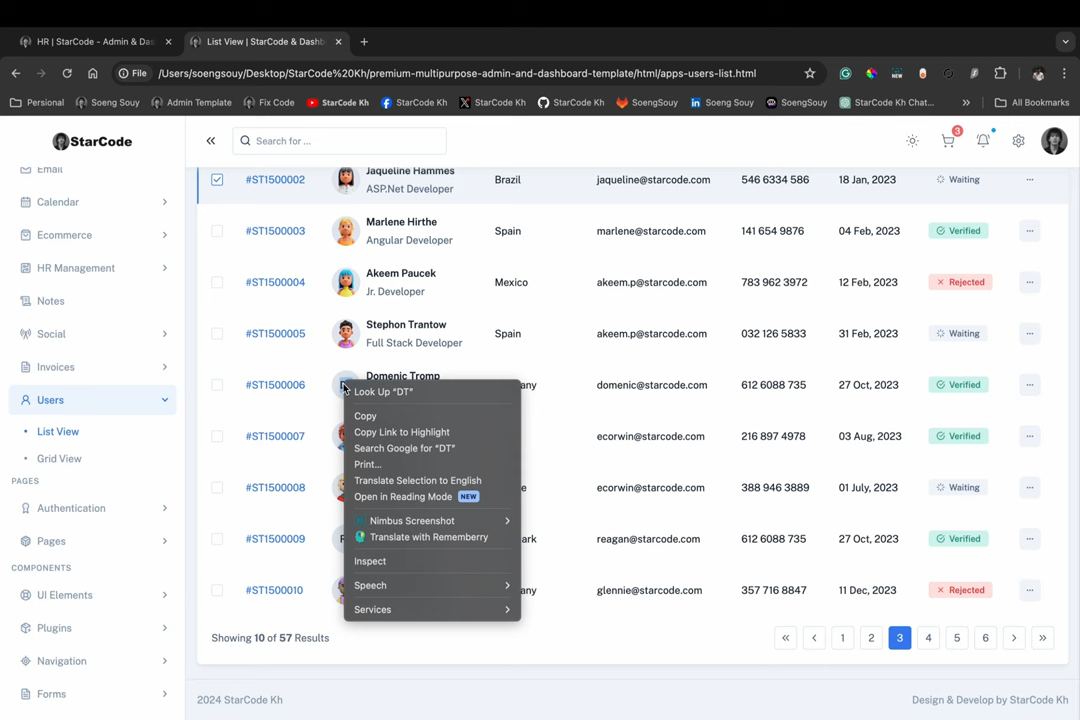 HR | StarCode - Admin & Das
List View | StarCode & Dashb
File /Users/soengsouy/Desktop/StarCode%20Kh/premium-multipurpose-admin-and-dashboard-template/html/apps-users-list.html
NEW
Personal Soeng Souy Admin Template Fix Code StarCode Kh StarCode Kh StarCode Kh StarCode Kh SoengSouy Soeng Souy SoengSouy StarCode Kh Chat... » All Bookmarks
StarCode
Search for ...
3
Email
Calendar
Ecommerce
HR Management
Notes
Social
Invoices
Users
List View
Grid View
PAGES
Authentication
Pages
COMPONENTS
UI Elements
Plugins
Navigation
Forms
#ST1500002 Jaqueline Hammes Brazil jaqueline@starcode.com 546 6334 586 18 Jan, 2023 Waiting ...
ASP.Net Developer
#ST1500003 Marlene Hirthe Spain marlene@starcode.com 141 654 9876 04 Feb, 2023 Verified ...
Angular Developer
#ST1500004 Akeem Paucek Mexico akeem.p@starcode.com 783 962 3972 12 Feb, 2023 Rejected ...
Jr. Developer
#ST1500005 Stephon Trantow Spain akeem.p@starcode.com 032 126 5833 31 Feb, 2023 Waiting ...
Full Stack Developer
#ST1500006 Domenic Tromp any domenic@starcode.com 612 6088 735 27 Oct, 2023 Verified ...
#ST1500007 ecorwin@starcode.com 216 897 4978 03 Aug, 2023 Verified ...
#ST1500008 e ecorwin@starcode.com 388 946 3889 01 July, 2023 Waiting ...
#ST1500009 R ark reagan@starcode.com 612 6088 735 27 Oct, 2023 Verified ...
#ST1500010 any glennie@starcode.com 357 716 8847 11 Dec, 2023 Rejected ...
Look Up “DT”
Copy
Copy Link to Highlight
Search Google for “DT”
Print...
Translate Selection to English
Open in Reading Mode NEW
Nimbus Screenshot
Translate with Rememberry
Inspect
Speech
Services
Showing 10 of 57 Results
« ‹ 1 2 3 4 5 6 › »
2024 StarCode Kh
Design & Develop by StarCode Kh